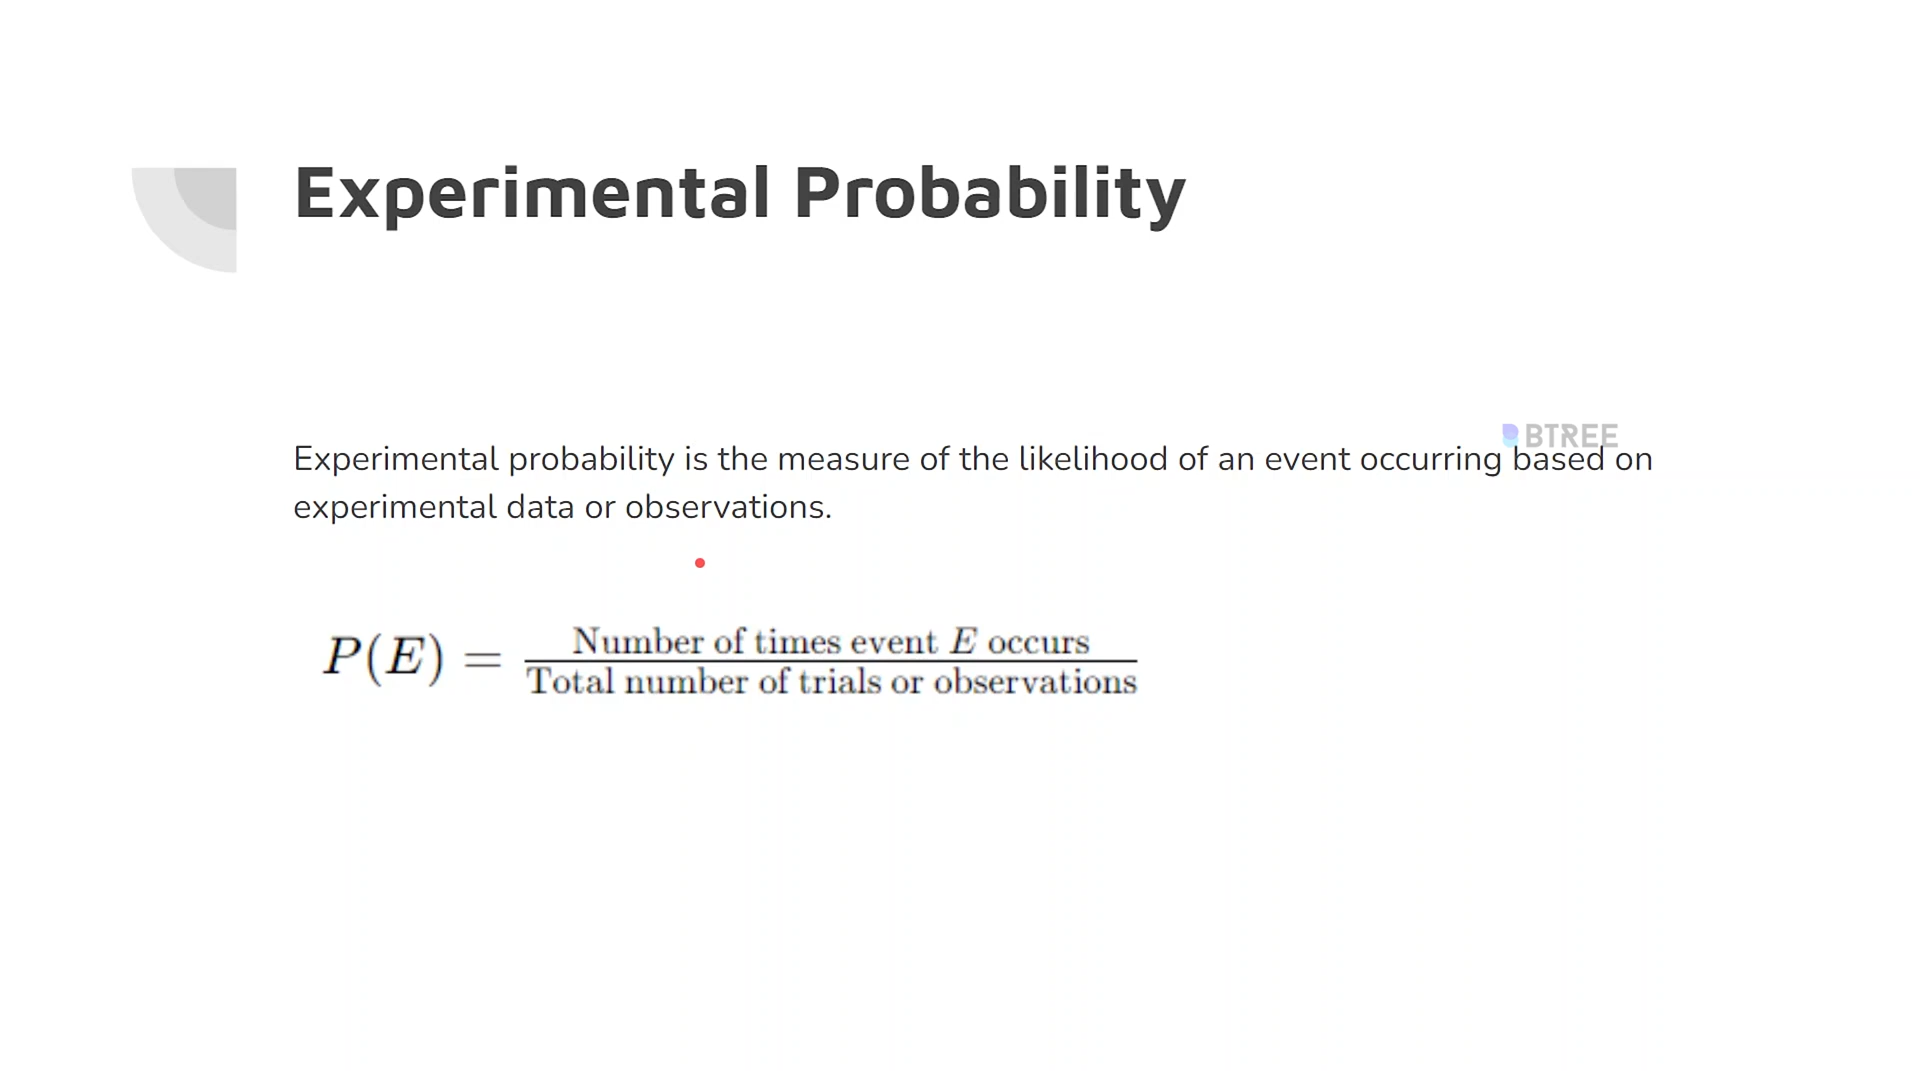 Experimental Probability
BTREE
Experimental probability is the measure of the likelihood of an event occurring based on
experimental data or observations.
P(E) = Number of times event E occurs
Total number of trials or observations